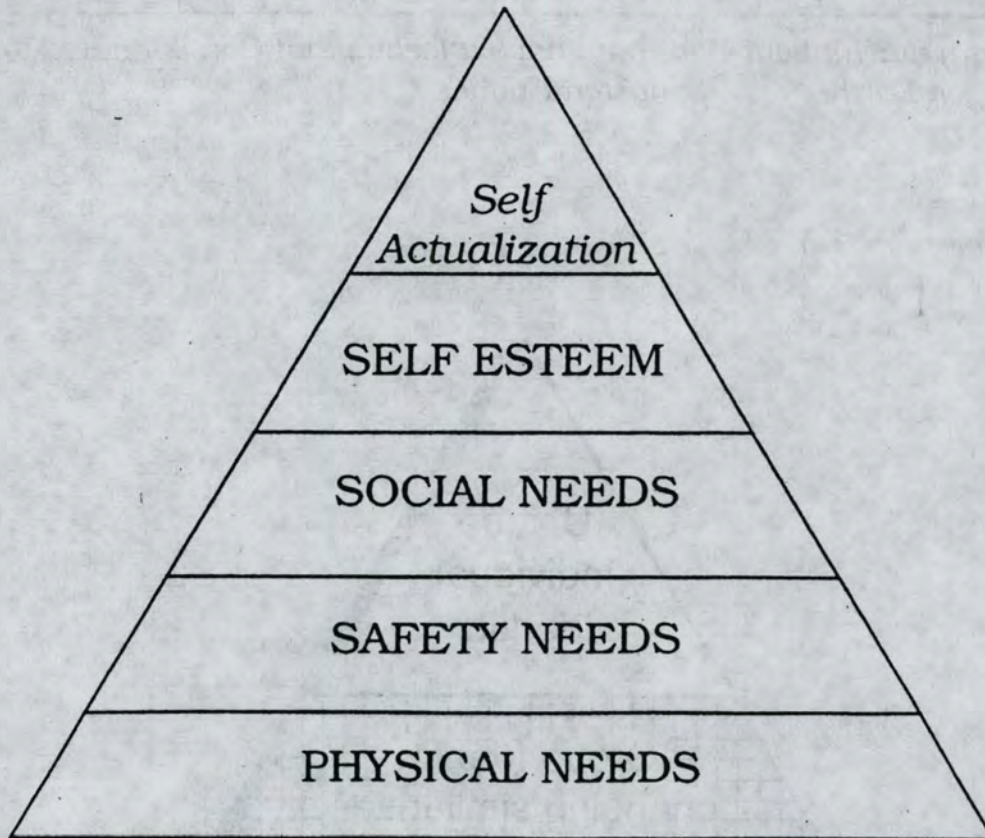 Self
Actualization
SELF ESTEEM
SOCIAL NEEDS
SAFETY NEEDS
PHYSICAL NEEDS